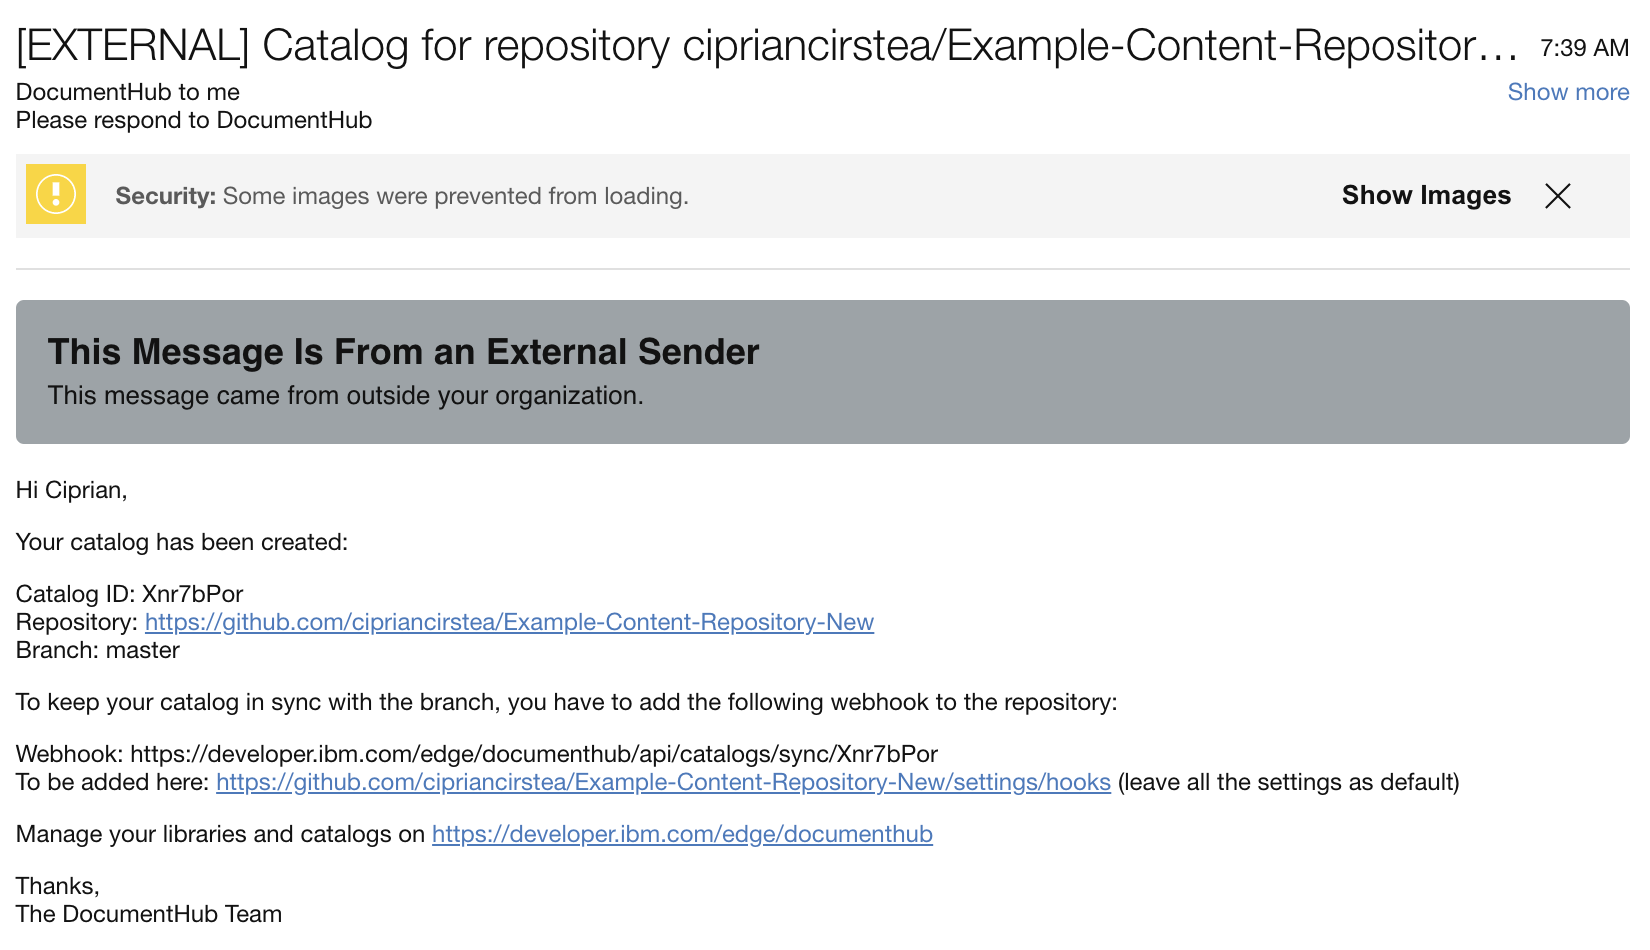 [EXTERNAL] Catalog for repository cipriancirstea/Example-Content-Repositor... 7:39 AM
DocumentHub to me Show more
Please respond to DocumentHub
Security: Some images were prevented from loading. Show Images
This Message Is From an External Sender
This message came from outside your organization.
Hi Ciprian,
Your catalog has been created:
Catalog ID: Xnr7bPor
Repository: https://github.com/cipriancirstea/Example-Content-Repository-New
Branch: master
To keep your catalog in sync with the branch, you have to add the following webhook to the repository:
Webhook: https://developer.ibm.com/edge/documenthub/api/catalogs/sync/Xnr7bPor
To be added here: https://github.com/cipriancirstea/Example-Content-Repository-New/settings/hooks (leave all the settings as default)
Manage your libraries and catalogs on https://developer.ibm.com/edge/documenthub
Thanks,
The DocumentHub Team